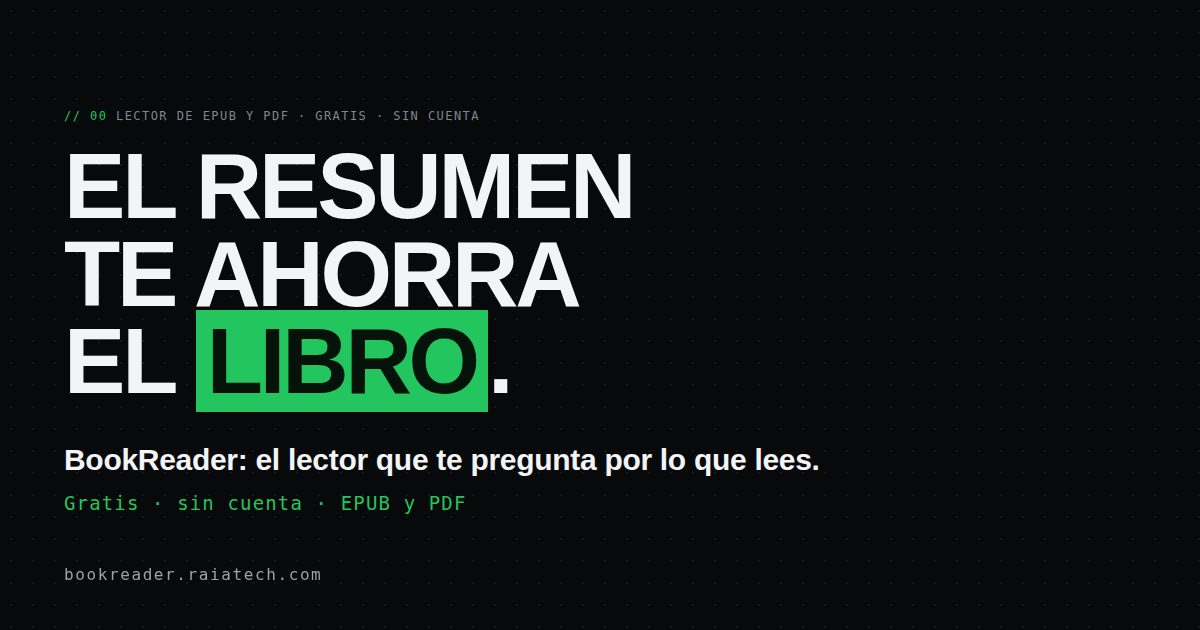 // 00 LECTOR DE EPUB Y PDF · GRATIS · SIN CUENTA
EL RESUMEN
TE AHORRA
EL LIBRO.
BookReader: el lector que te pregunta por lo que lees.
Gratis · sin cuenta · EPUB y PDF
bookreader.raiatech.com